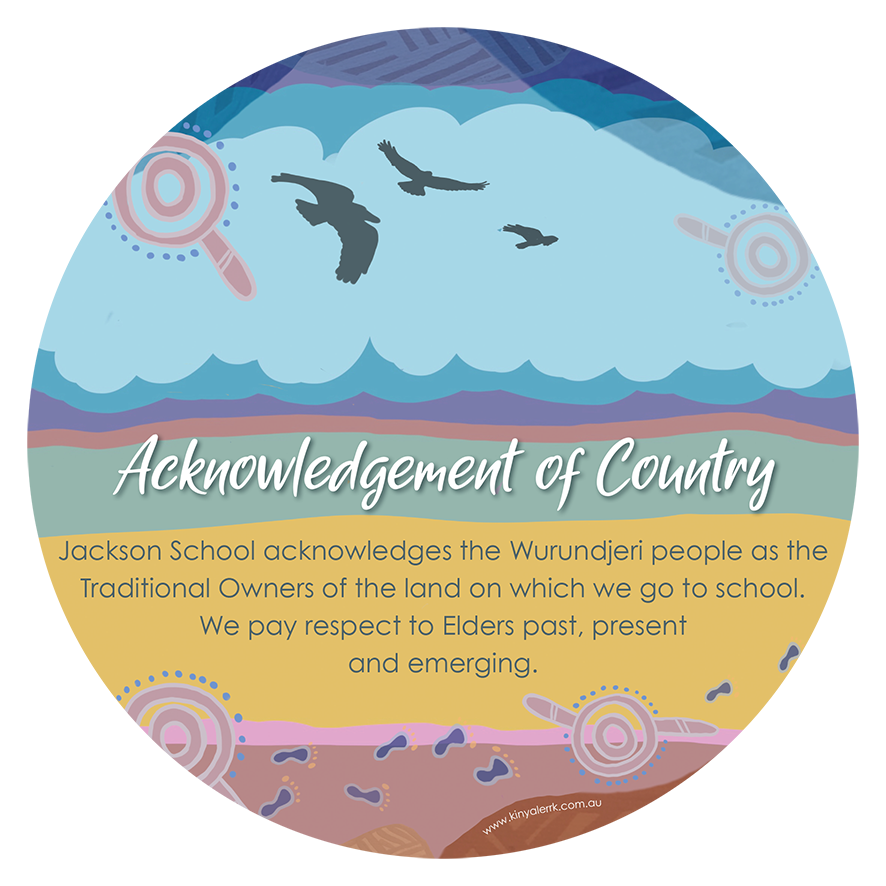 Acknowledgement of Country
Jackson School acknowledges the Wurundjeri people as the
Traditional Owners of the land on which we go to school.
We pay respect to Elders past, present
and emerging.
www.kinyalerrk.com.au